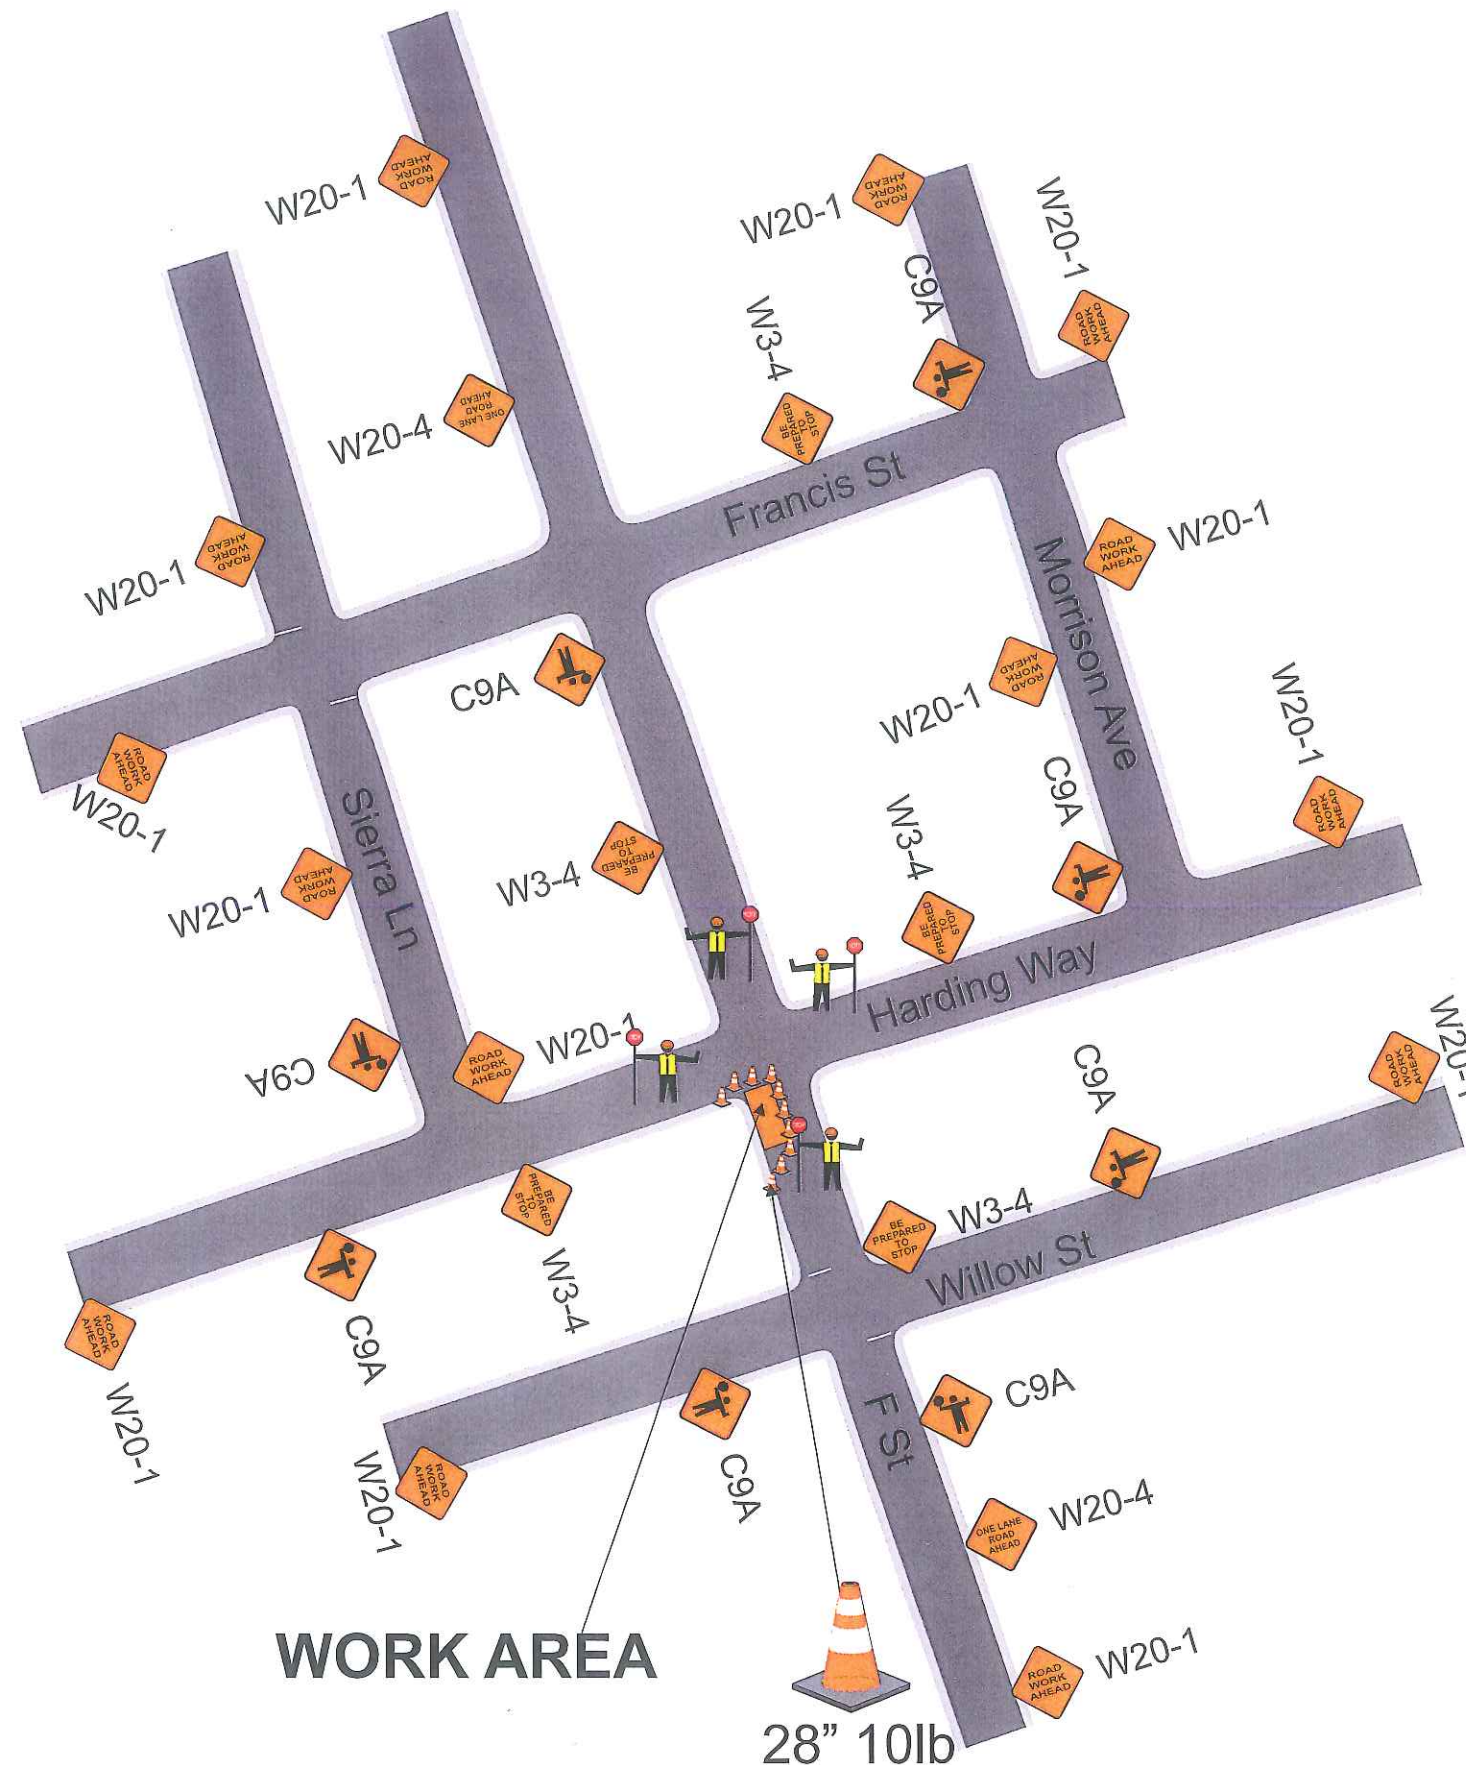 W20-1
ROAD
WORK
AHEAD
W20-1
ROAD
WORK
AHEAD
W20-1
ROAD
WORK
AHEAD
C9A
W3-4
BE
PREPARED
TO
STOP
W20-4
ONE LANE
ROAD
AHEAD
Francis St
W20-1
ROAD
WORK
AHEAD
W20-1
ROAD
WORK
AHEAD
Morrison Ave
W20-1
ROAD
WORK
AHEAD
C9A
W20-1
ROAD
WORK
AHEAD
W20-1
ROAD
WORK
AHEAD
C9A
W3-4
BE
PREPARED
TO
STOP
W3-4
BE
PREPARED
TO
STOP
Sierra Ln
W20-1
ROAD
WORK
AHEAD
Harding Way
C9A
W20-1
ROAD
WORK
AHEAD
C9A
W20-1
ROAD
WORK
AHEAD
BE
PREPARED
TO
STOP
W3-4
BE
PREPARED
TO
STOP
W3-4
Willow St
C9A
ROAD
WORK
AHEAD
W20-1
C9A
C9A
F St
ROAD
WORK
AHEAD
W20-1
ONE LANE
ROAD
AHEAD
W20-4
WORK AREA
ROAD
WORK
AHEAD
W20-1
28” 10lb